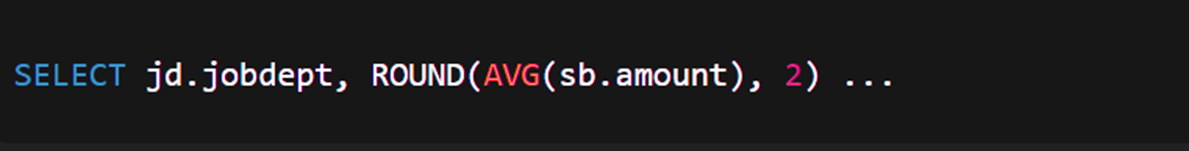 SELECT jd.jobdept, ROUND(AVG(sb.amount), 2) ...